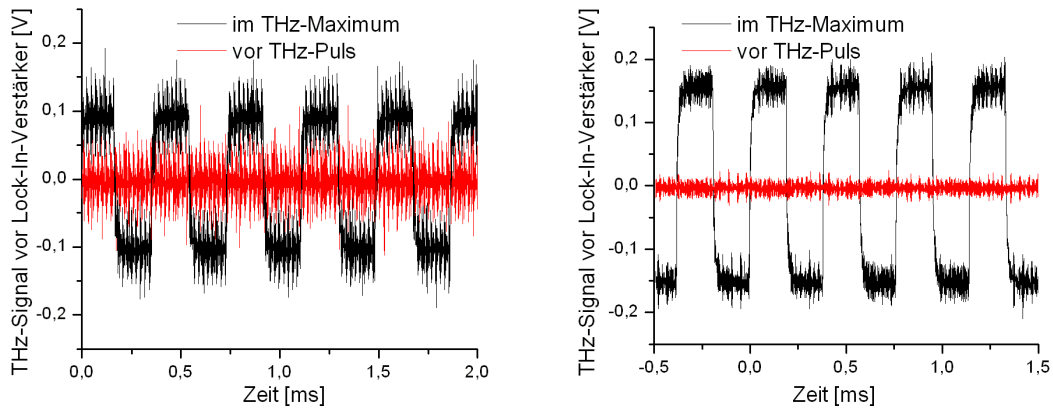 THz-Signal vor Lock-In-Verstärker [V]
im THz-Maximum
vor THz-Puls
0,2
0,1
0,0
-0,1
-0,2
0,0 0,5 1,0 1,5 2,0
Zeit [ms]
THz-Signal vor Lock-In-Verstärker [V]
im THz-Maximum
vor THz-Puls
0,2
0,1
0,0
-0,1
-0,2
-0,5 0,0 0,5 1,0 1,5
Zeit [ms]